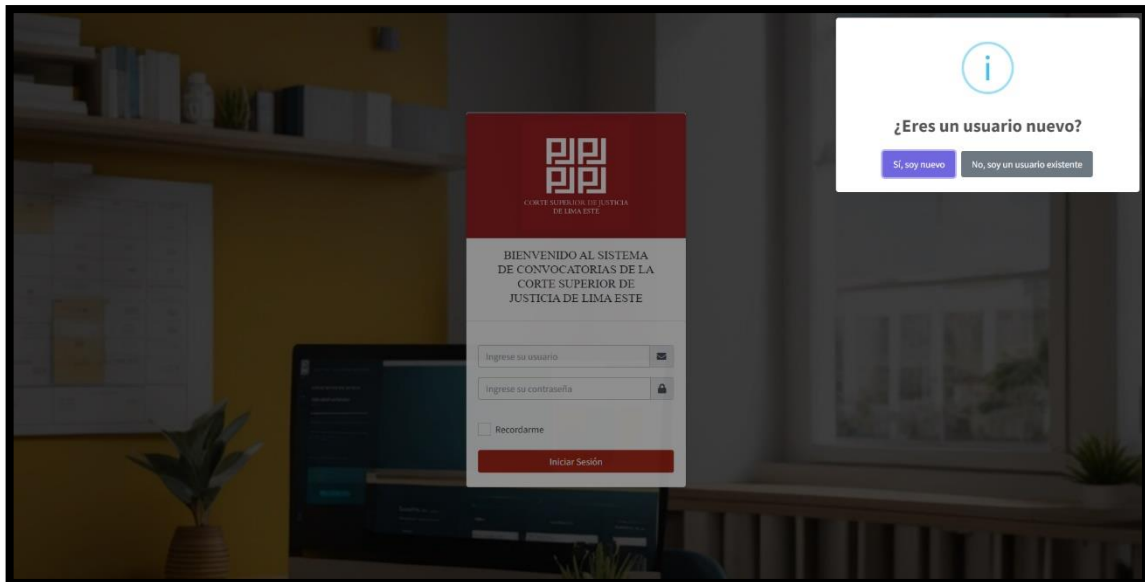 ¿Eres un usuario nuevo?
Sí, soy nuevo
No, soy un usuario existente
CORTE SUPERIOR DE JUSTICIA
DE LIMA ESTE
BIENVENIDO AL SISTEMA
DE CONVOCATORIAS DE LA
CORTE SUPERIOR DE
JUSTICIA DE LIMA ESTE
Ingrese su usuario
Ingrese su contraseña
Recordarme
Iniciar Sesión